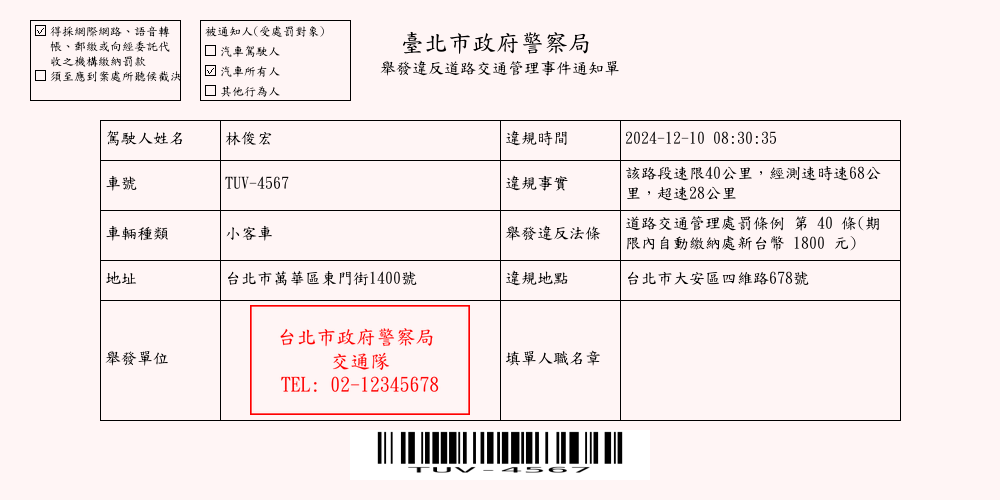 ☑ 得採網際網路、語音轉
帳、郵繳或向經委託代
收之機構繳納罰款
☐ 須至應到案處所聽候裁決
被通知人(受處罰對象)
☐ 汽車駕駛人
☑ 汽車所有人
☐ 其他行為人
臺北市政府警察局
舉發違反道路交通管理事件通知單
駕駛人姓名 林俊宏 違規時間 2024-12-10 08:30:35
車號 TUV-4567 違規事實 該路段速限40公里，經測速時速68公
里，超速28公里
車輛種類 小客車 舉發違反法條 道路交通管理處罰條例 第 40 條(期
限內自動繳納處新台幣 1800 元)
地址 台北市萬華區東門街1400號 違規地點 台北市大安區四維路678號
舉發單位 台北市政府警察局
交通隊
TEL: 02-12345678
填單人職名章
TUV-4567